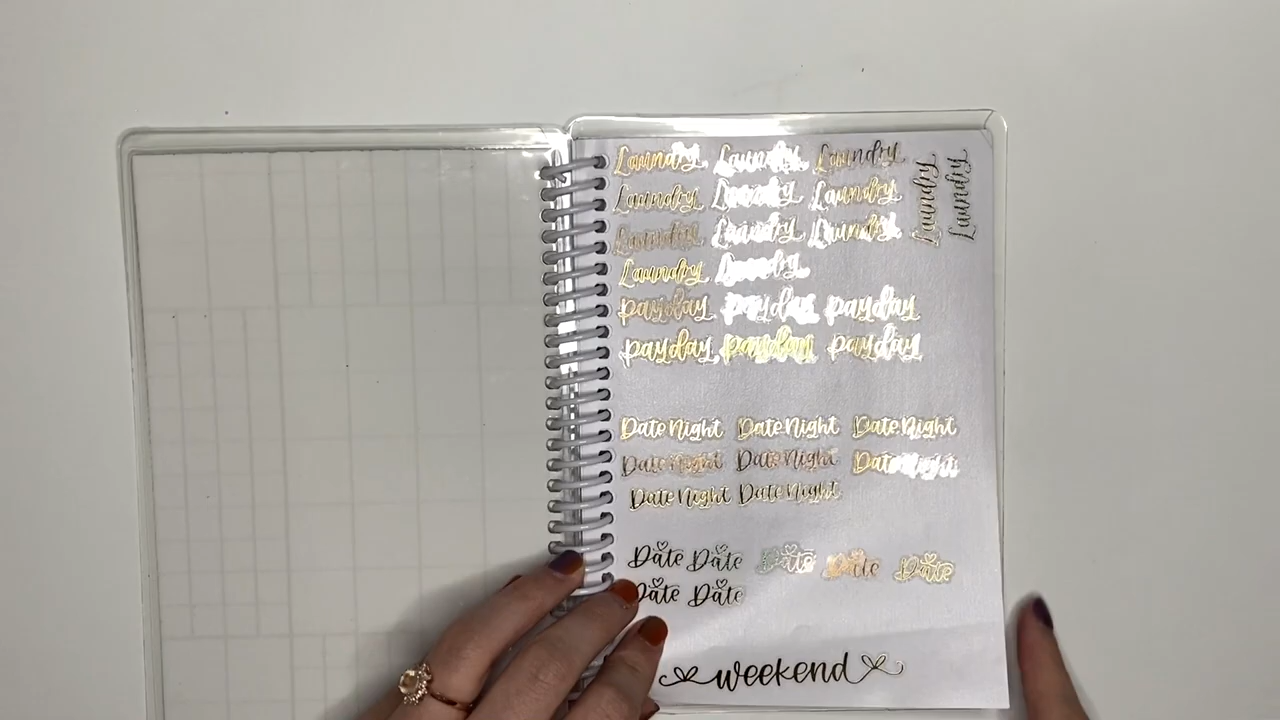 Laundry Laundry Laundry Laundry Laundry
Laundry Laundry Laundry
Laundry Laundry Laundry
Laundry Laundry
payday payday payday
payday payday payday
Date Night Date Night Date Night
Date Night Date Night Date Night
Date Night Date Night
Date Date Date Date Date
Date Date
weekend